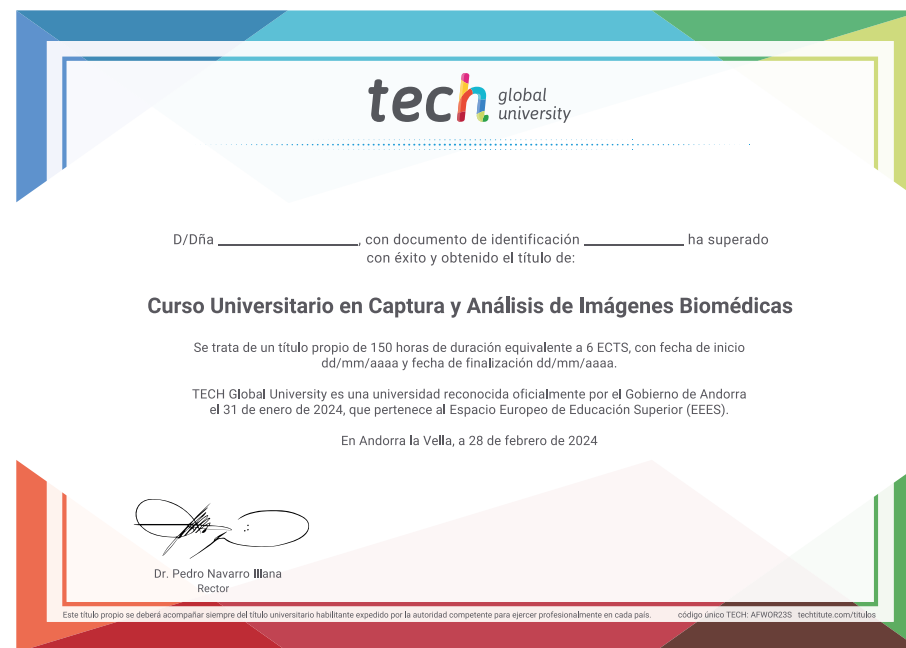 tech global university
D/Dña ____________, con documento de identificación ____________ ha superado
con éxito y obtenido el título de:
Curso Universitario en Captura y Análisis de Imágenes Biomédicas
Se trata de un título propio de 150 horas de duración equivalente a 6 ECTS, con fecha de inicio
dd/mm/aaaa y fecha de finalización dd/mm/aaaa.
TECH Global University es una universidad reconocida oficialmente por el Gobierno de Andorra
el 31 de enero de 2024, que pertenece al Espacio Europeo de Educación Superior (EEES).
En Andorra la Vella, a 28 de febrero de 2024
Dr. Pedro Navarro Illana
Rector
Este título propio se deberá acompañar siempre del título universitario habilitante expedido por la autoridad competente para ejercer profesionalmente en cada país. código único TECH: AFWOR23S techtitute.com/titulos